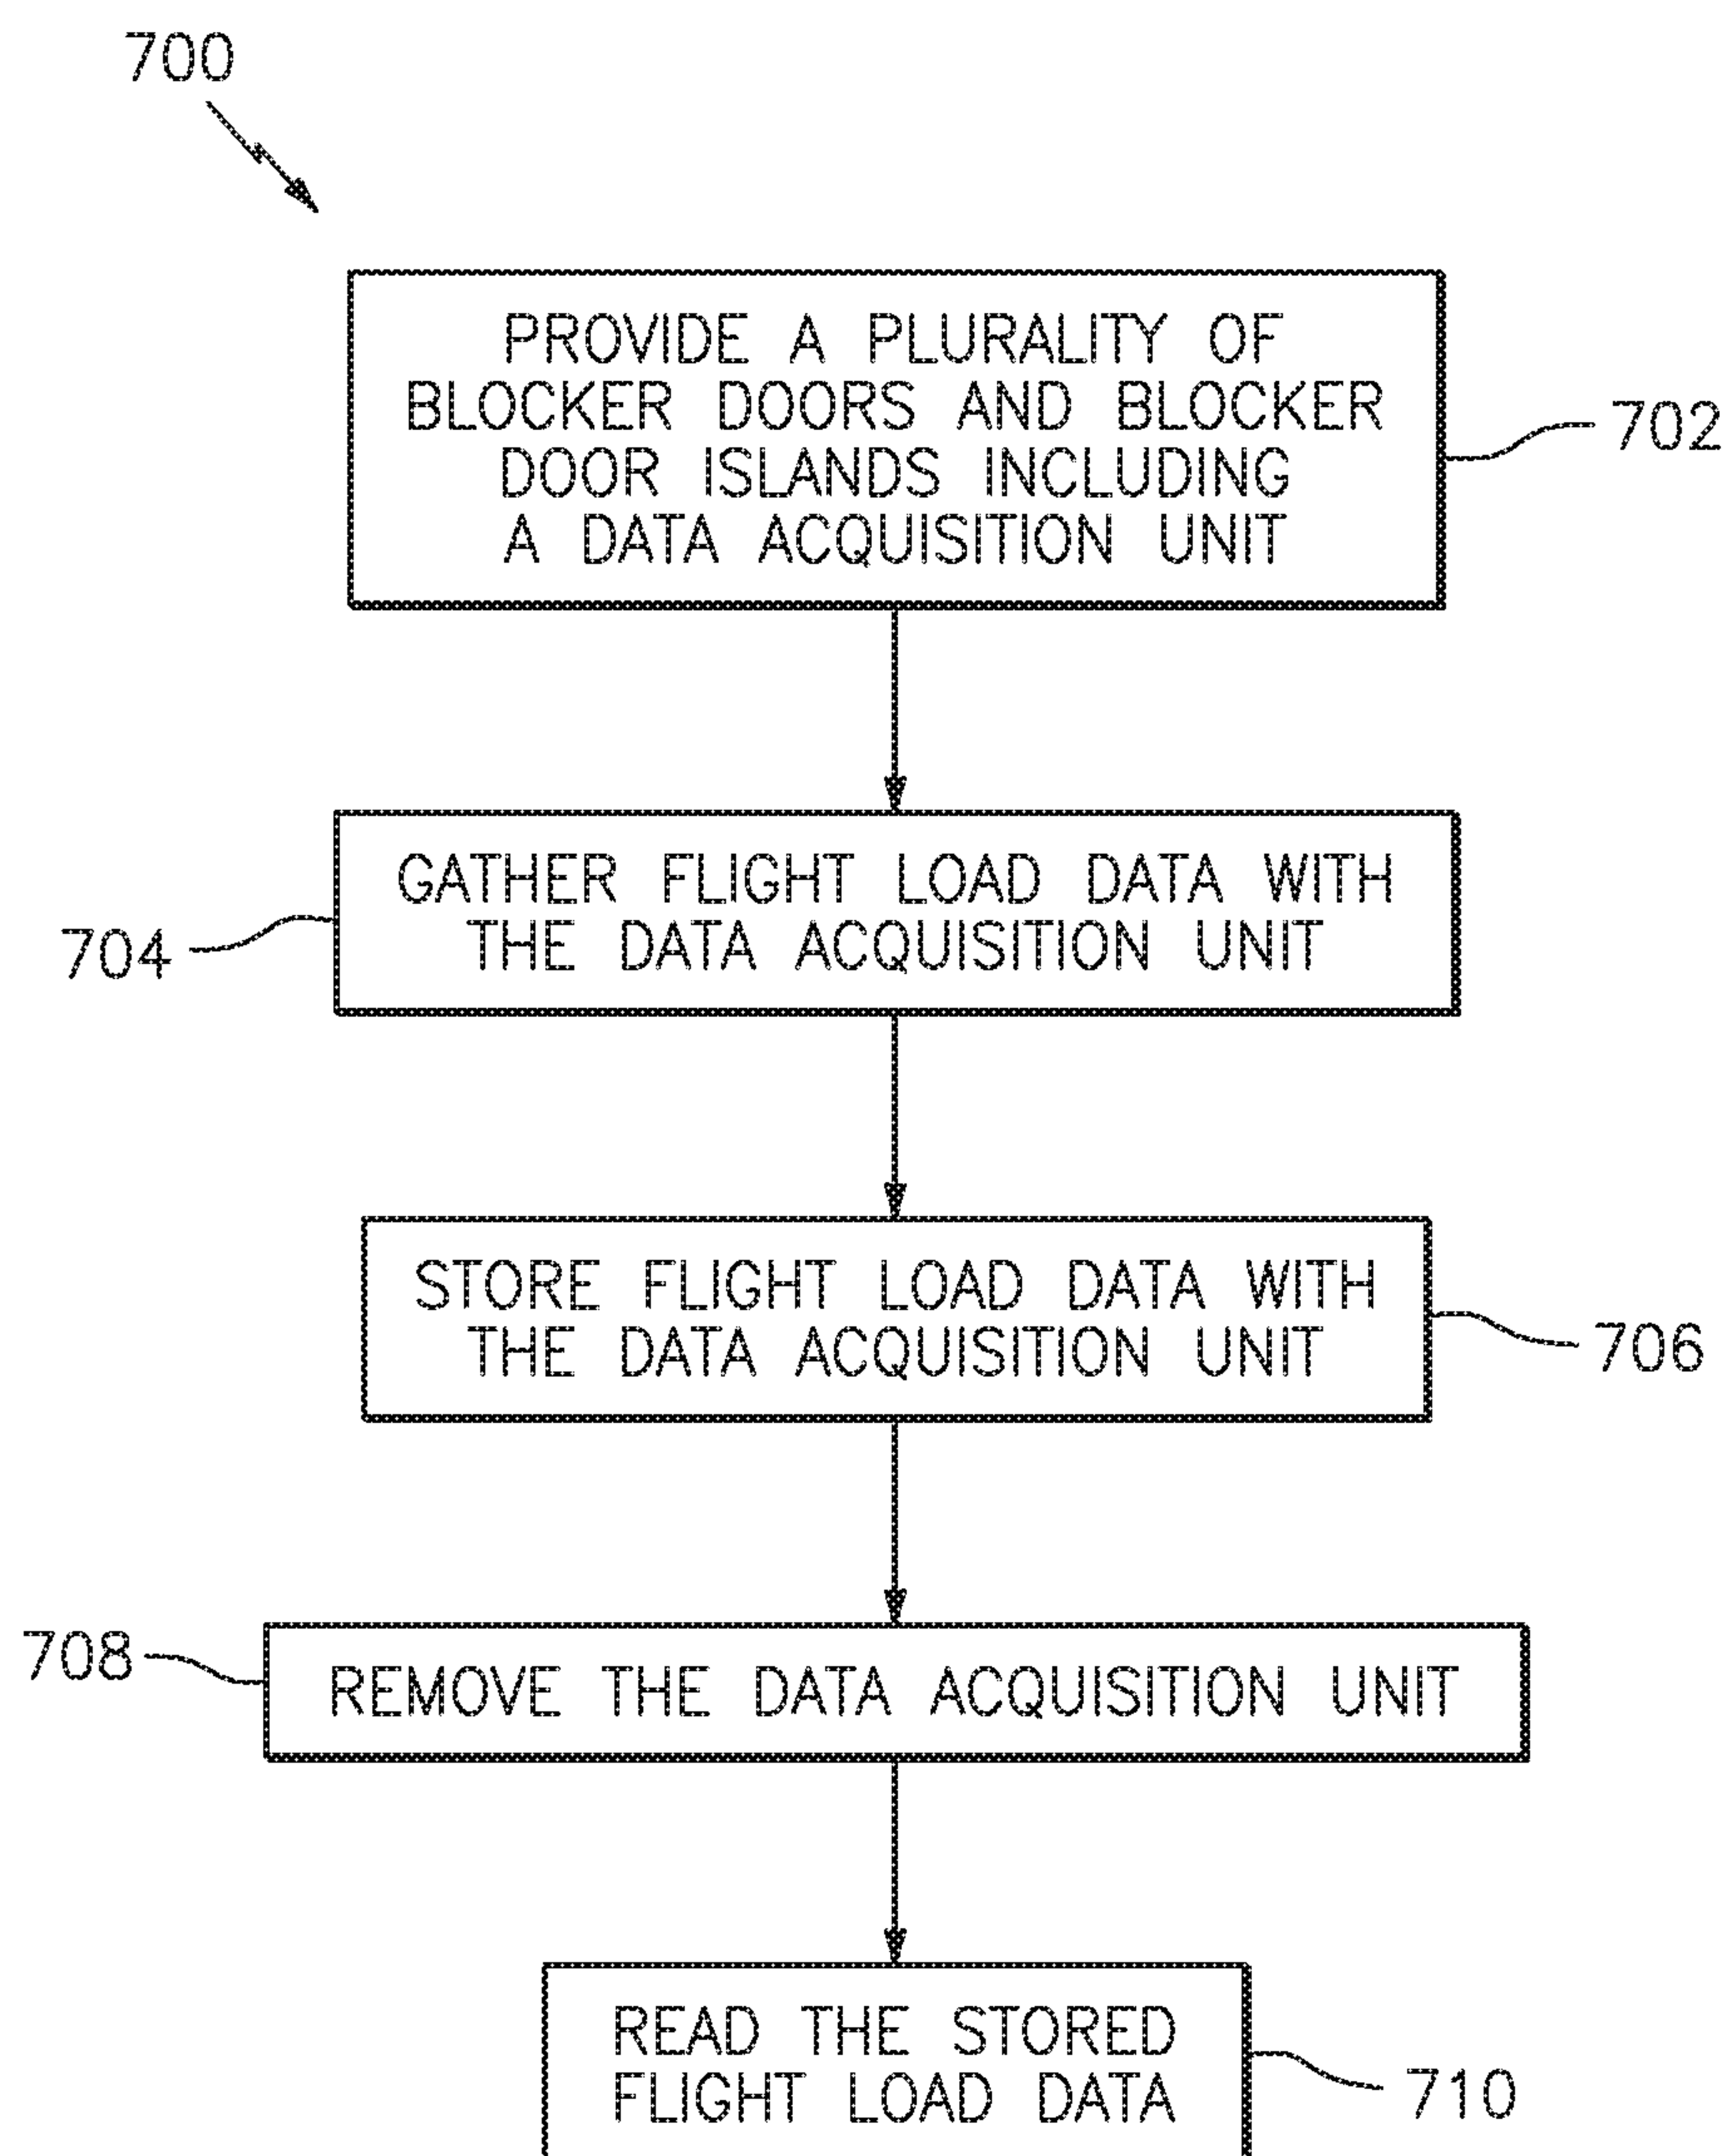 700
PROVIDE A PLURALITY OF
BLOCKER DOORS AND BLOCKER
DOOR ISLANDS INCLUDING
A DATA ACQUISITION UNIT
702
GATHER FLIGHT LOAD DATA WITH
THE DATA ACQUISITION UNIT
704
STORE FLIGHT LOAD DATA WITH
THE DATA ACQUISITION UNIT
706
708
REMOVE THE DATA ACQUISITION UNIT
READ THE STORED
FLIGHT LOAD DATA
710